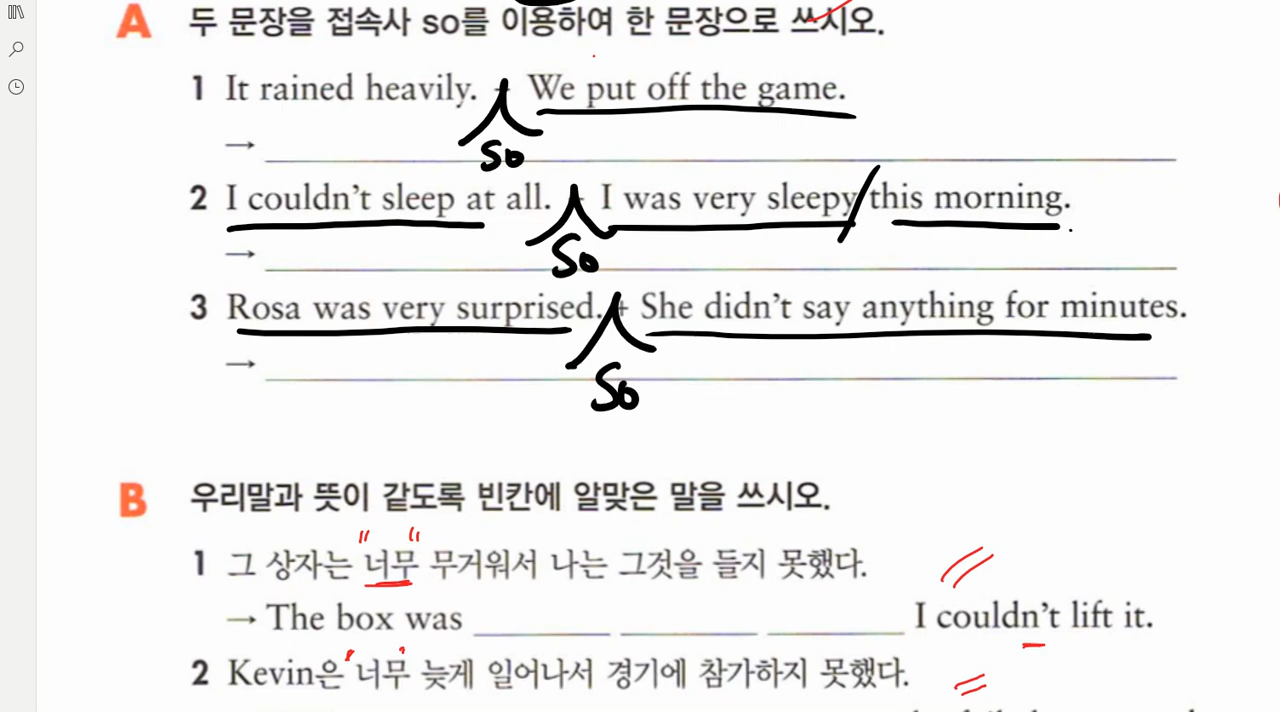 A 두 문장을 접속사 so를 이용하여 한 문장으로 쓰시오.
1 It rained heavily. + We put off the game.
so
→
2 I couldn't sleep at all. + I was very sleepy / this morning.
so
→
3 Rosa was very surprised. + She didn't say anything for minutes.
→
so
B 우리말과 뜻이 같도록 빈칸에 알맞은 말을 쓰시오.
1 그 상자는 "너무" 무거워서 나는 그것을 들지 못했다.
→ The box was ______ ______ ______ I couldn't lift it.
2 Kevin은 '너무' 늦게 일어나서 경기에 참가하지 못했다.